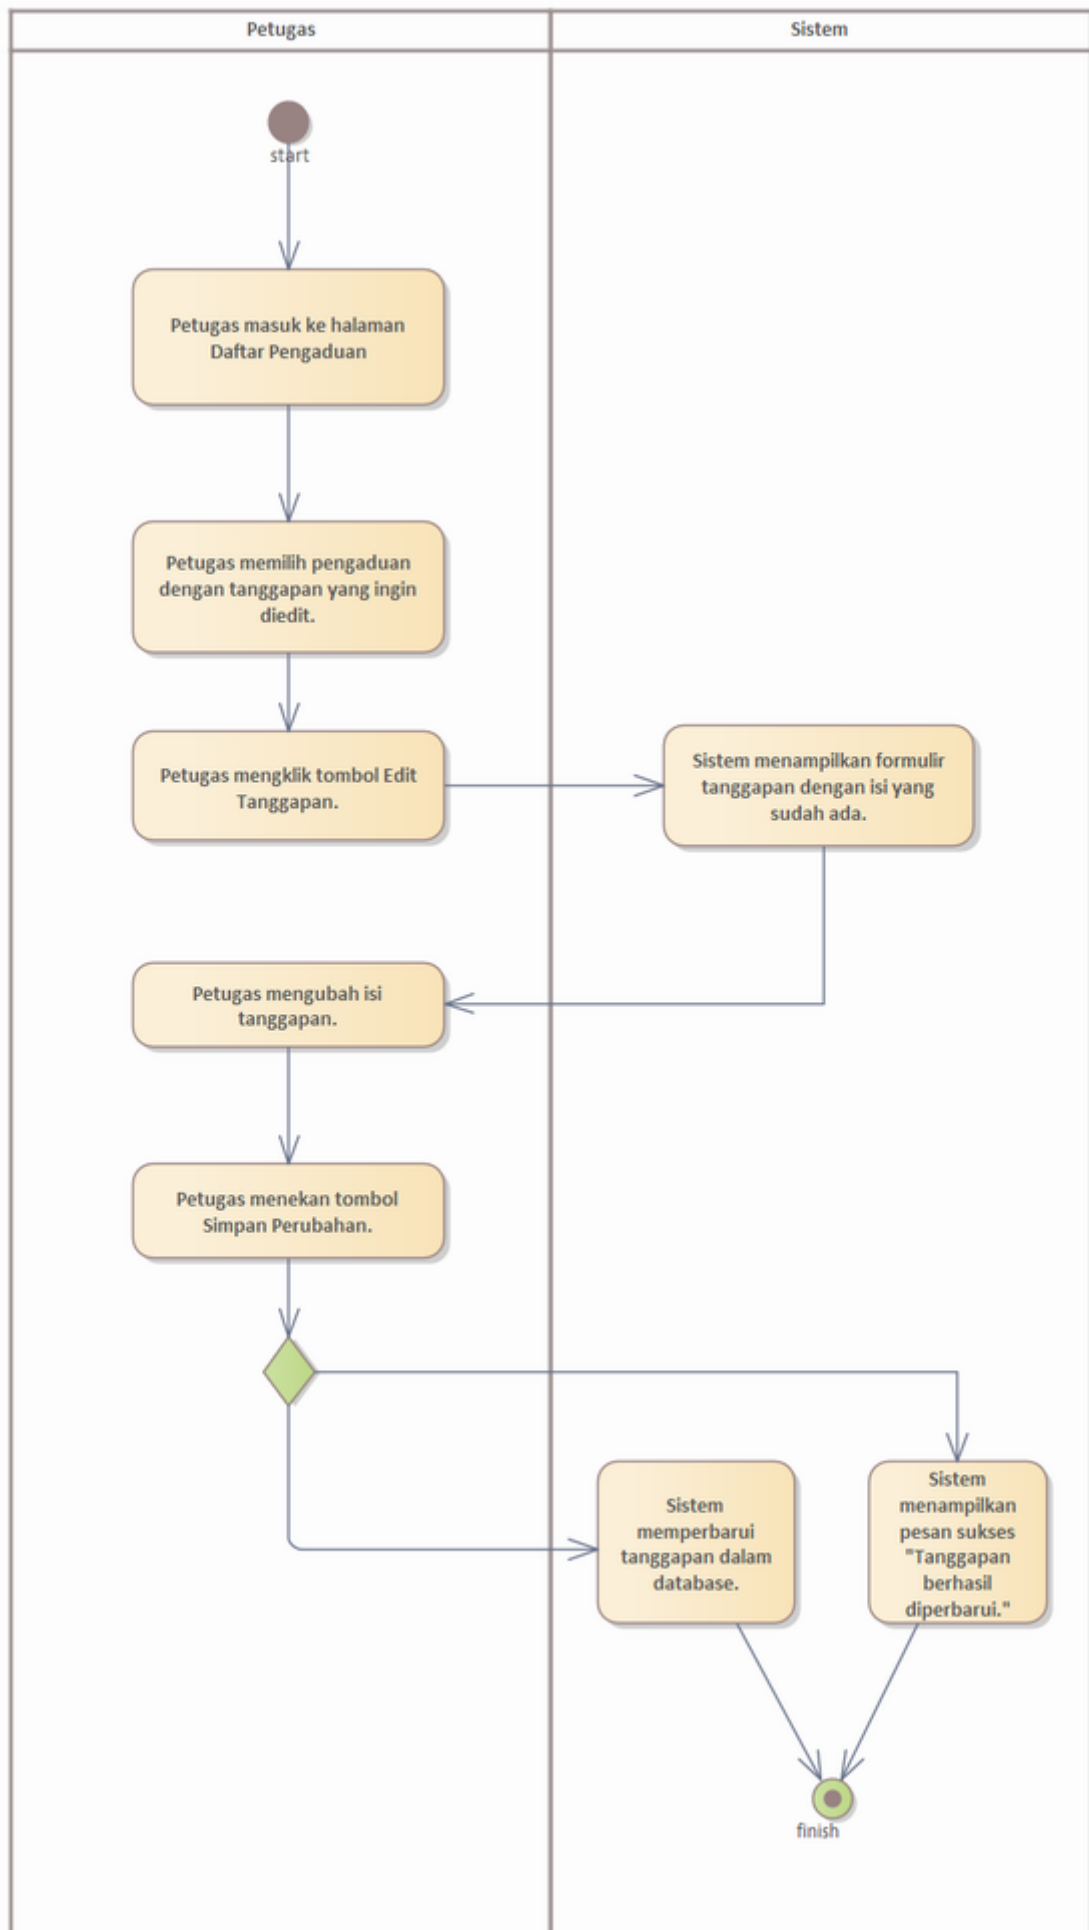 Petugas
Sistem
start
Petugas masuk ke halaman
Daftar Pengaduan
Petugas memilih pengaduan
dengan tanggapan yang ingin
diedit.
Petugas mengklik tombol Edit
Tanggapan.
Sistem menampilkan formulir
tanggapan dengan isi yang
sudah ada.
Petugas mengubah isi
tanggapan.
Petugas menekan tombol
Simpan Perubahan.
Sistem
memperbarui
tanggapan dalam
database.
Sistem
menampilkan
pesan sukses
"Tanggapan
berhasil
diperbarui."
finish